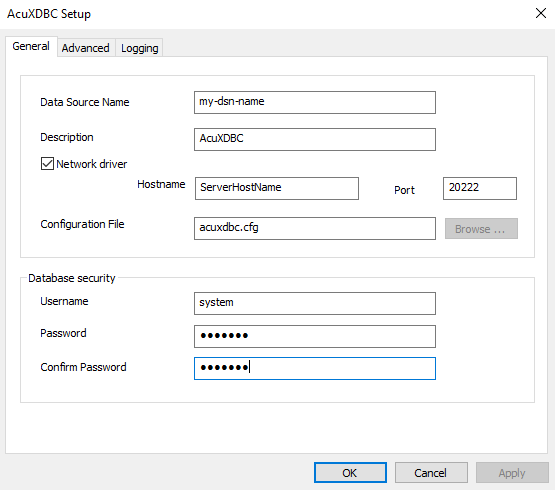 AcuXDBC Setup
General Advanced Logging
Data Source Name my-dsn-name
Description AcuXDBC
Network driver
Hostname ServerHostName Port 20222
Configuration File acuxdbc.cfg Browse ...
Database security
Username system
Password •••••••
Confirm Password •••••••
OK Cancel Apply